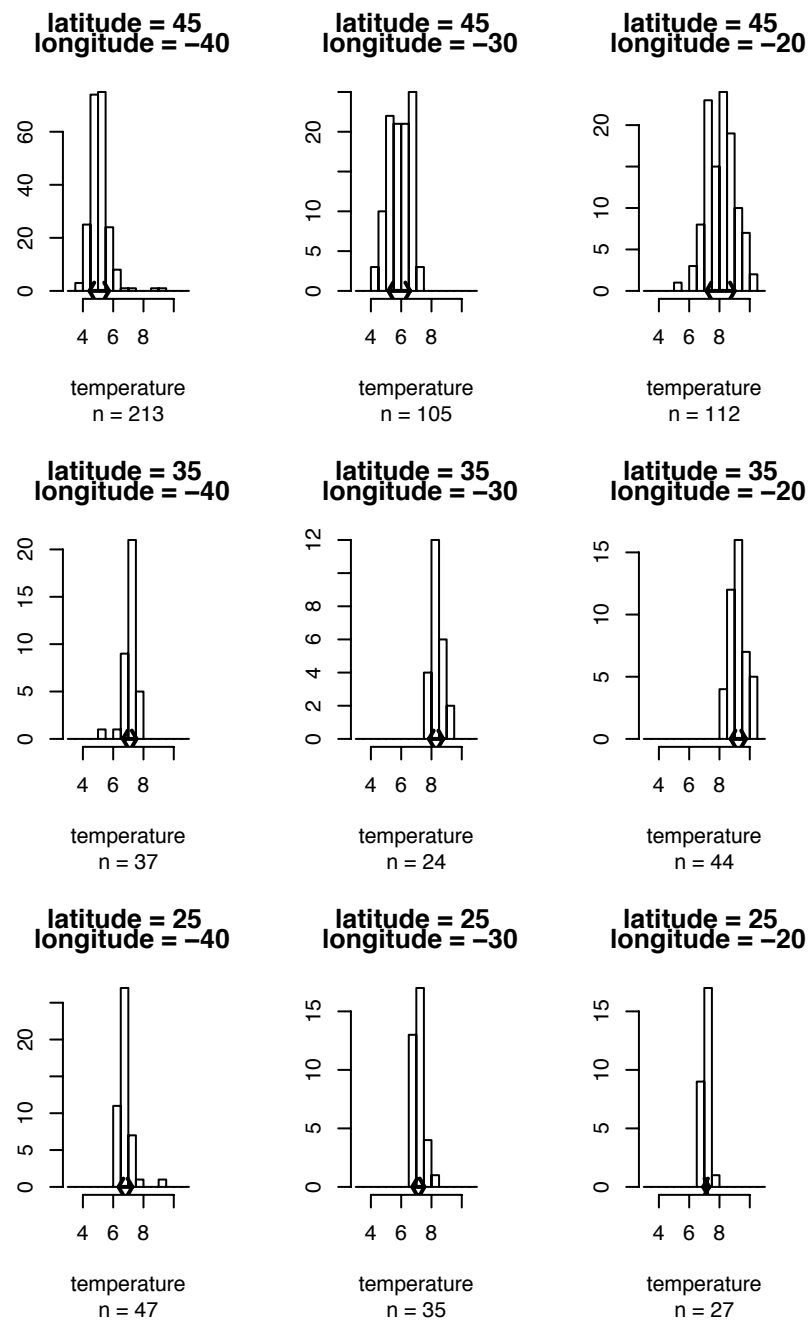 latitude = 45
longitude = −40
0 20 40 60
4 6 8
temperature
n = 213
latitude = 45
longitude = −30
0 5 10 20
4 6 8
temperature
n = 105
latitude = 45
longitude = −20
0 5 10 20
4 6 8
temperature
n = 112
latitude = 35
longitude = −40
0 5 10 15 20
4 6 8
temperature
n = 37
latitude = 35
longitude = −30
0 2 4 6 8 12
4 6 8
temperature
n = 24
latitude = 35
longitude = −20
0 5 10 15
4 6 8
temperature
n = 44
latitude = 25
longitude = −40
0 5 10 20
4 6 8
temperature
n = 47
latitude = 25
longitude = −30
0 5 10 15
4 6 8
temperature
n = 35
latitude = 25
longitude = −20
0 5 10 15
4 6 8
temperature
n = 27